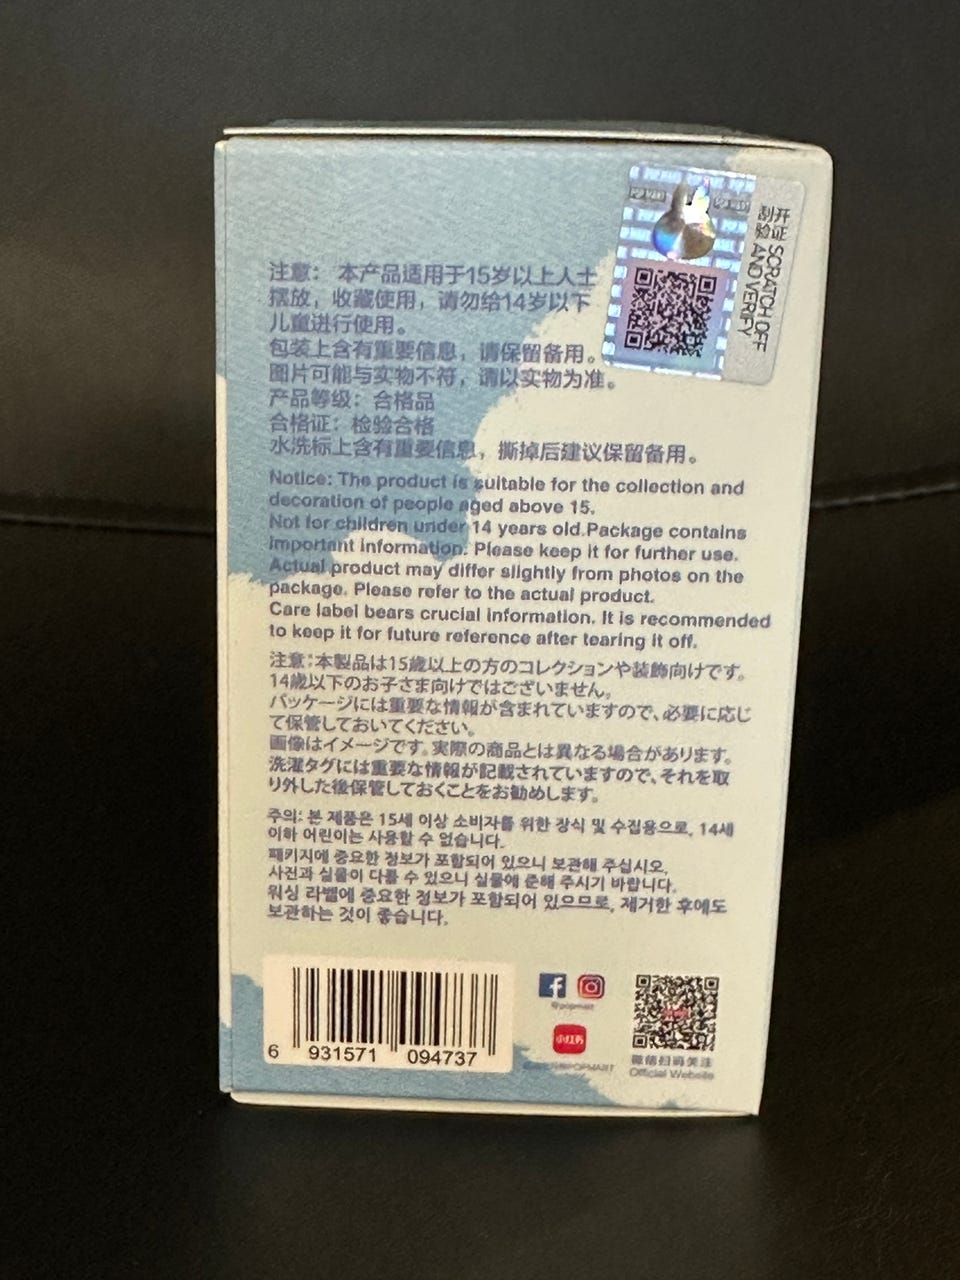 刮开
验证
SCRATCH OFF
AND VERIFY
POP MART
注意： 本产品适用于15岁以上人士
摆放，收藏使用，请勿给14岁以下
儿童进行使用。
包装上含有重要信息，请保留备用。
图片可能与实物不符，请以实物为准。
产品等级：合格品
合格证：检验合格
水洗标上含有重要信息，撕掉后建议保留备用。
Notice: The product is suitable for the collection and
decoration of people aged above 15.
Not for children under 14 years old.Package contains
important information. Please keep it for further use.
Actual product may differ slightly from photos on the
package. Please refer to the actual product.
Care label bears crucial information. It is recommended
to keep it for future reference after tearing it off.
注意：本製品は15歳以上の方のコレクションや装飾向けです。
14歳以下のお子さま向けではございません。
パッケージには重要な情報が含まれていますので、必要に応じ
て保管しておいてください。
画像はイメージです。実際の商品とは異なる場合があります。
洗濯タグには重要な情報が記載されていますので、それを取
り外した後保管しておくことをお勧めします。
주의: 본 제품은 15세 이상 소비자를 위한 장식 및 수집용으로, 14세
이하 어린이는 사용할 수 없습니다.
패키지에 중요한 정보가 포함되어 있으니 보관해 주십시오.
사진과 실물이 다를 수 있으니 실물에 준해 주시기 바랍니다.
워싱 라벨에 중요한 정보가 포함되어 있으므로, 제거한 후에도
보관하는 것이 좋습니다.
6 931571 094737
@popmart
小红书
POPMART
微信扫码关注
Official Website